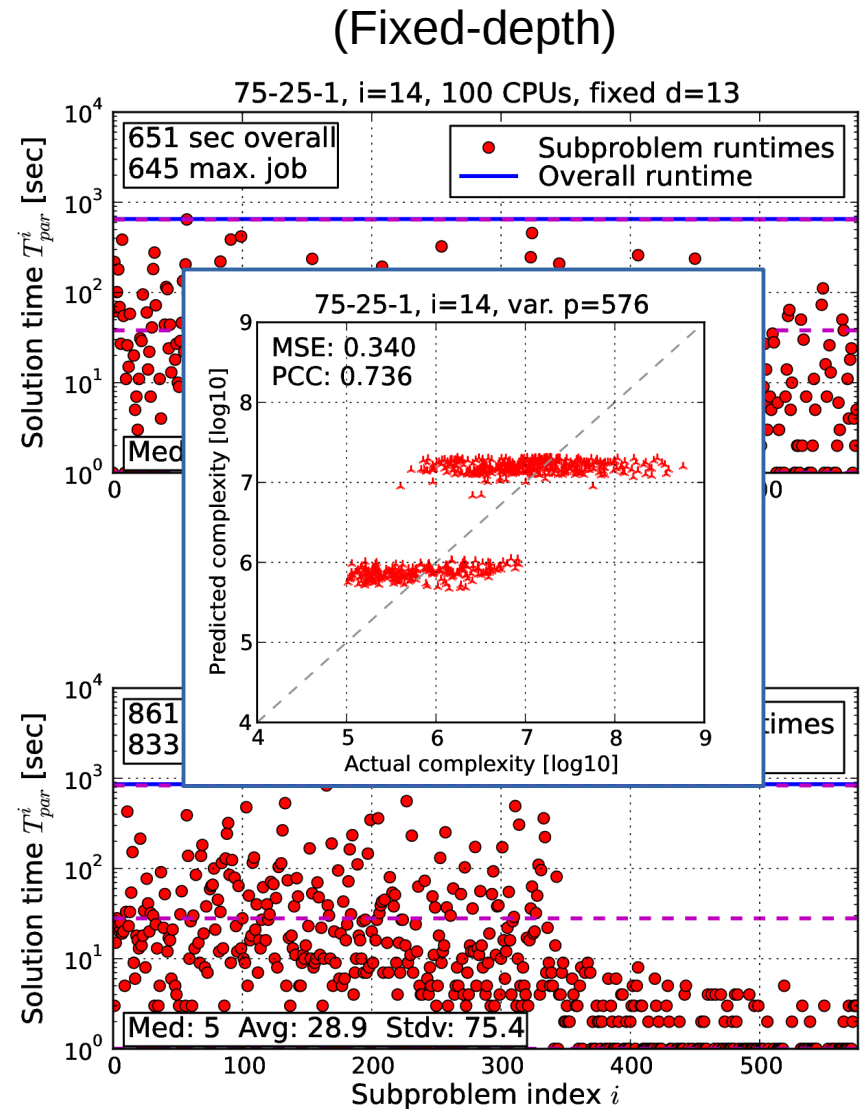 (Fixed-depth)
75-25-1, i=14, 100 CPUs, fixed d=13
651 sec overall
645 max. job
Subproblem runtimes
Overall runtime
Solution time T^i_par [sec]
10^4
10^3
10^2
10^1
10^0
Med
0
00
75-25-1, i=14, var. p=576
MSE: 0.340
PCC: 0.736
Predicted complexity [log10]
9
8
7
6
5
4
4 5 6 7 8 9
Actual complexity [log10]
861
833
times
Solution time T^i_par [sec]
10^4
10^3
10^2
10^1
10^0
Med: 5 Avg: 28.9 Stdv: 75.4
0 100 200 300 400 500
Subproblem index i